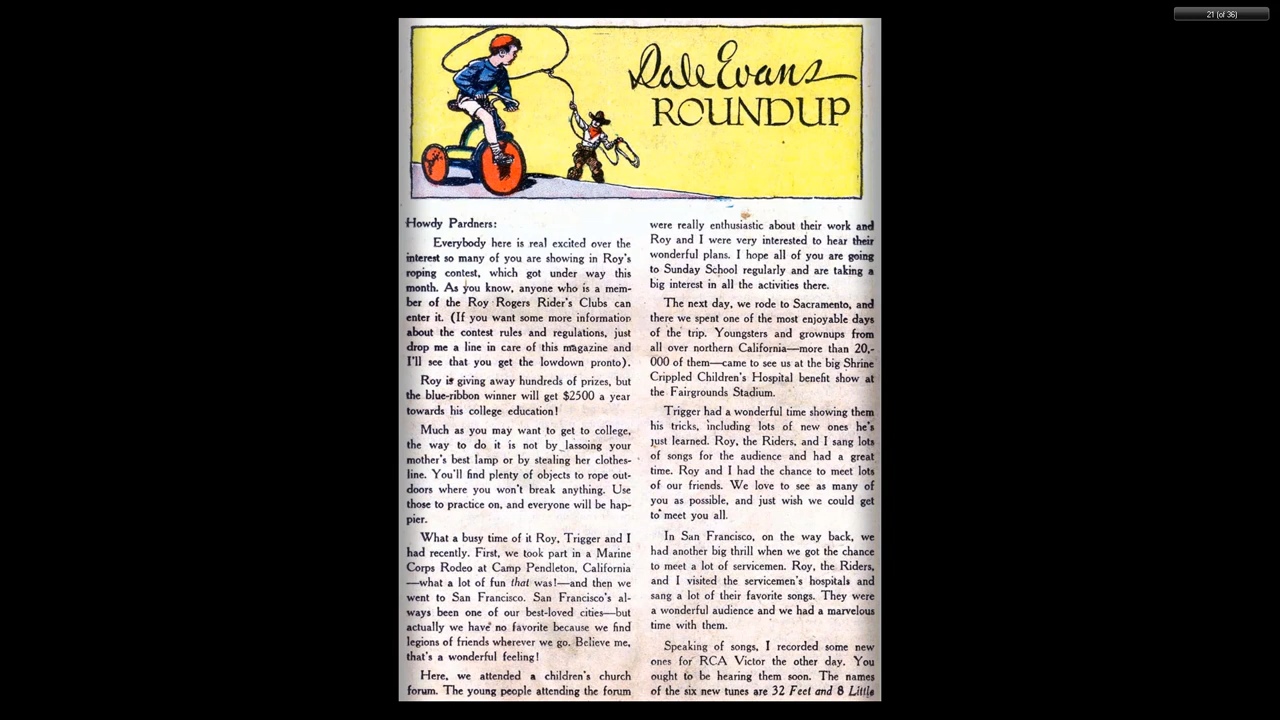 21 (of 36)
Dale Evans
ROUNDUP
Howdy Pardners:
Everybody here is real excited over the
interest so many of you are showing in Roy's
roping contest, which got under way this
month. As you know, anyone who is a mem-
ber of the Roy Rogers Rider's Clubs can
enter it. (If you want some more information
about the contest rules and regulations, just
drop me a line in care of this magazine and
I'll see that you get the lowdown pronto).
Roy is giving away hundreds of prizes, but
the blue-ribbon winner will get $2500 a year
towards his college education!
Much as you may want to get to college,
the way to do it is not by lassoing your
mother's best lamp or by stealing her clothes-
line. You'll find plenty of objects to rope out-
doors where you won't break anything. Use
those to practice on, and everyone will be hap-
pier.
What a busy time of it Roy, Trigger and I
had recently. First, we took part in a Marine
Corps Rodeo at Camp Pendleton, California
—what a lot of fun that was!—and then we
went to San Francisco. San Francisco's al-
ways been one of our best-loved cities—but
actually we have no favorite because we find
legions of friends wherever we go. Believe me,
that's a wonderful feeling!
Here, we attended a children's church
forum. The young people attending the forum
were really enthusiastic about their work and
Roy and I were very interested to hear their
wonderful plans. I hope all of you are going
to Sunday School regularly and are taking a
big interest in all the activities there.
The next day, we rode to Sacramento, and
there we spent one of the most enjoyable days
of the trip. Youngsters and grownups from
all over northern California—more than 20,-
000 of them—came to see us at the big Shrine
Crippled Children's Hospital benefit show at
the Fairgrounds Stadium.
Trigger had a wonderful time showing them
his tricks, including lots of new ones he's
just learned. Roy, the Riders, and I sang lots
of songs for the audience and had a great
time. Roy and I had the chance to meet lots
of our friends. We love to see as many of
you as possible, and just wish we could get
to meet you all.
In San Francisco, on the way back, we
had another big thrill when we got the chance
to meet a lot of servicemen. Roy, the Riders,
and I visited the servicemen's hospitals and
sang a lot of their favorite songs. They were
a wonderful audience and we had a marvelous
time with them.
Speaking of songs, I recorded some new
ones for RCA Victor the other day. You
ought to be hearing them soon. The names
of the six new tunes are 32 Feet and 8 Little